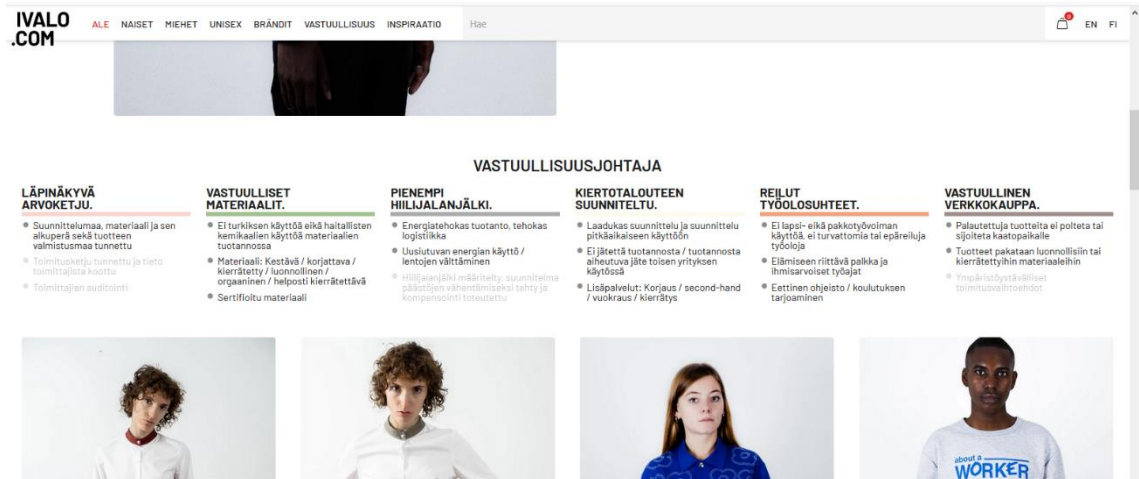 IVALO
.COM
ALE NAISET MIEHET UNISEX BRÄNDIT VASTUULLISUUS INSPIRAATIO Hae 0 EN FI
VASTUULLISUUSJOHTAJA
LÄPINÄKYVÄ
ARVOKETJU.
Suunnittelumaa, materiaali ja sen
alkuperä sekä tuotteen
valmistusmaa tunnettu
Toimitusketju tunnettu ja tieto
toimittajista koottu
Toimittajien auditointi
VASTUULLISET
MATERIAALIT.
Ei turkiksen käyttöä eikä haitallisten
kemikaalien käyttöä materiaalien
tuotannossa
Materiaali: Kestävä / korjattava /
kierrätetty / luonnollinen /
orgaaninen / helposti kierrätettävä
Sertifioitu materiaali
PIENEMPI
HIILIJALANJÄLKI.
Energiatehokas tuotanto, tehokas
logistiikka
Uusiutuvan energian käyttö /
lentojen välttäminen
Hiilijalanjälki määritelty, suunnitelma
päästöjen vähentämiseksi tehty ja
kompensointi toteutettu
KIERTOTALOUTEEN
SUUNNITELTU.
Laadukas suunnittelu ja suunnittelu
pitkäaikaiseen käyttöön
Ei jätettä tuotannosta / tuotannosta
aiheutuva jäte toisen yrityksen
käytössä
Lisäpalvelut: Korjaus / second-hand
/ vuokraus / kierrätys
REILUT
TYÖOLOSUHTEET.
Ei lapsi- eikä pakkotyövoiman
käyttöä, ei turvattomia tai epäreiluja
työoloja
Elämiseen riittävä palkka ja
ihmisarvoiset työajat
Eettinen ohjeisto / koulutuksen
tarjoaminen
VASTUULLINEN
VERKKOKAUPPA.
Palautettuja tuotteita ei polteta tai
sijoiteta kaatopaikalle
Tuotteet pakataan luonnollisiin tai
kierrätettyihin materiaaleihin
Ympäristöystävälliset
toimitusvaihtoehdot
about a
WORKER